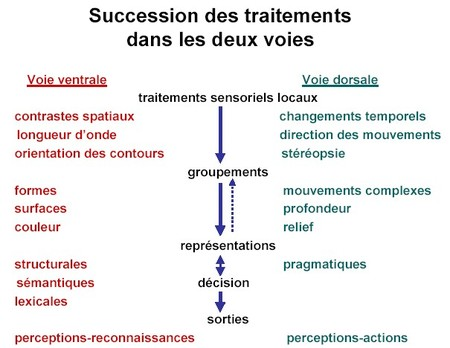 Succession des traitements
dans les deux voies
Voie ventrale
Voie dorsale
traitements sensoriels locaux
contrastes spatiaux
changements temporels
longueur d'onde
direction des mouvements
orientation des contours
stéréopsie
groupements
formes
mouvements complexes
surfaces
profondeur
couleur
relief
représentations
structurales
pragmatiques
sémantiques
décision
lexicales
sorties
perceptions-reconnaissances
perceptions-actions